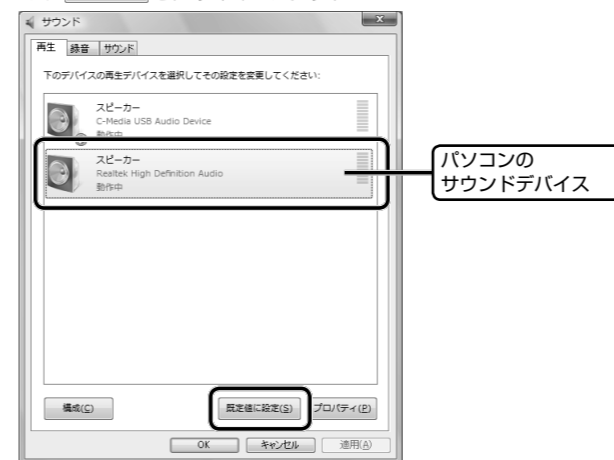 サウンド
再生 録音 サウンド
下のデバイスの再生デバイスを選択してその設定を変更してください:
スピーカー
C-Media USB Audio Device
動作中
スピーカー
Realtek High Definition Audio
動作中
パソコンの
サウンドデバイス
構成(C) 既定値に設定(S) プロパティ(P)
OK キャンセル 適用(A)